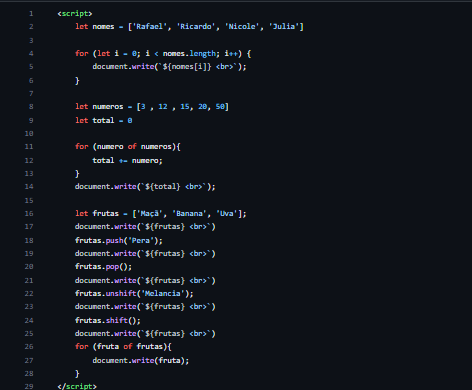 1 <script>
2 let nomes = ['Rafael', 'Ricardo', 'Nicole', 'Julia']
3
4 for (let i = 0; i < nomes.length; i++) {
5 document.write(`${nomes[i]} <br>`);
6 }
7
8 let numeros = [3 , 12 , 15, 20, 50]
9 let total = 0
10
11 for (numero of numeros){
12 total += numero;
13 }
14 document.write(`${total} <br>`);
15
16 let frutas = ['Maçã', 'Banana', 'Uva'];
17 document.write(`${frutas} <br>`)
18 frutas.push('Pera');
19 document.write(`${frutas} <br>`)
20 frutas.pop();
21 document.write(`${frutas} <br>`)
22 frutas.unshift('Melancia');
23 document.write(`${frutas} <br>`)
24 frutas.shift();
25 document.write(`${frutas} <br>`)
26 for (fruta of frutas){
27 document.write(fruta);
28 }
29 </script>